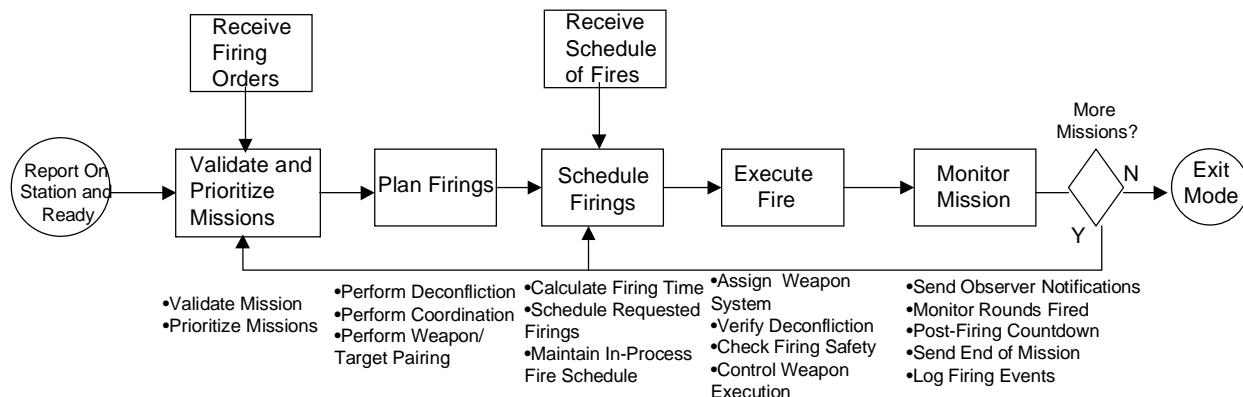 Receive
Firing
Orders
Receive
Schedule
of Fires
More
Missions?
Report On
Station and
Ready
Validate and
Prioritize
Missions
Plan Firings
Schedule
Firings
Execute
Fire
Monitor
Mission
N
Y
Exit
Mode
•Validate Mission
•Prioritize Missions
•Perform Deconfliction
•Perform Coordination
•Perform Weapon/
Target Pairing
•Calculate Firing Time
•Schedule Requested
Firings
•Maintain In-Process
Fire Schedule
•Assign Weapon
System
•Verify Deconfliction
•Check Firing Safety
•Control Weapon
Execution
•Send Observer Notifications
•Monitor Rounds Fired
•Post-Firing Countdown
•Send End of Mission
•Log Firing Events